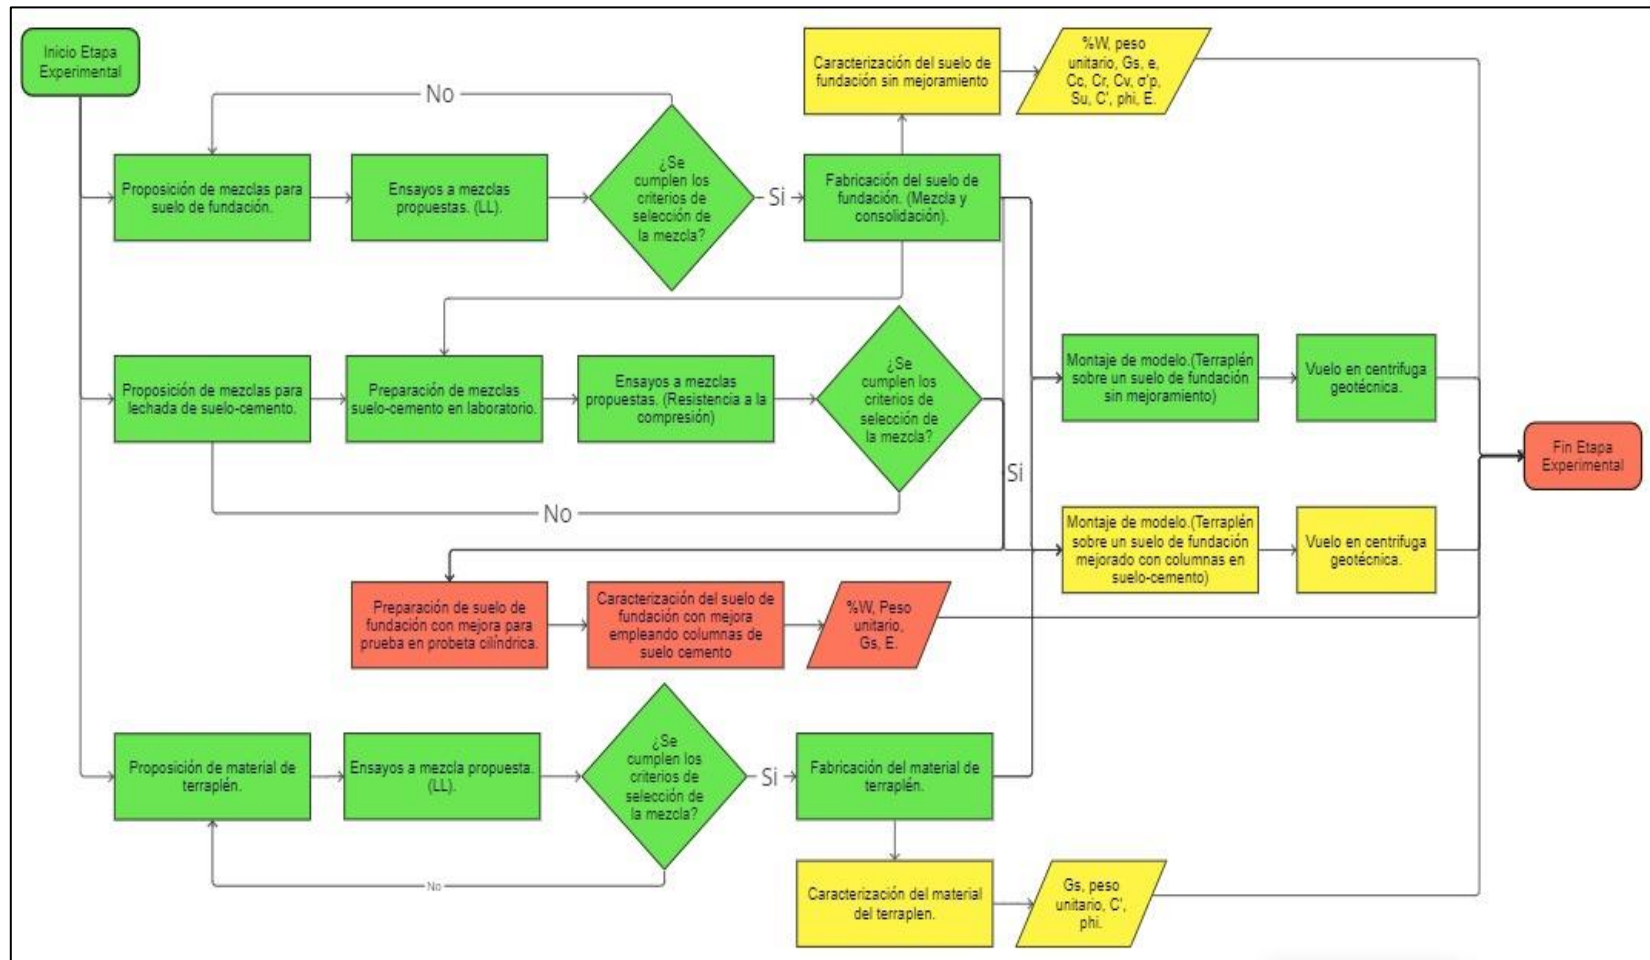 Inicio Etapa
Experimental
No
Proposición de mezclas para
suelo de fundación.
Ensayos a mezclas
propuestas. (LL).
¿Se
cumplen los
criterios de
selección de
la mezcla?
Si
Fabricación del suelo de
fundación. (Mezcla y
consolidación).
Caracterización del suelo de
fundación sin mejoramiento
%W, peso
unitario, Gs, e,
Cc, Cr, Cv, σ'p,
Su, C', phi, E.
Proposición de mezclas para
lechada de suelo-cemento.
Preparación de mezclas
suelo-cemento en laboratorio.
Ensayos a mezclas
propuestas. (Resistencia a la
compresión)
¿Se
cumplen los
criterios de
selección de
la mezcla?
No
Si
Montaje de modelo.(Terraplén
sobre un suelo de fundación
sin mejoramiento)
Vuelo en centrifuga
geotécnica.
Montaje de modelo.(Terraplén
sobre un suelo de fundación
mejorado con columnas en
suelo-cemento)
Vuelo en centrifuga
geotécnica.
Fin Etapa
Experimental
Preparación de suelo de
fundación con mejora para
prueba en probeta cilíndrica.
Caracterización del suelo de
fundación con mejora
empleando columnas de
suelo cemento
%W, Peso
unitario,
Gs, E.
Proposición de material de
terraplén.
Ensayos a mezcla propuesta.
(LL).
¿Se
cumplen los
criterios de
selección de
la mezcla?
No
Si
Fabricación del material de
terraplén.
Caracterización del material
del terraplen.
Gs, peso
unitario, C',
phi.